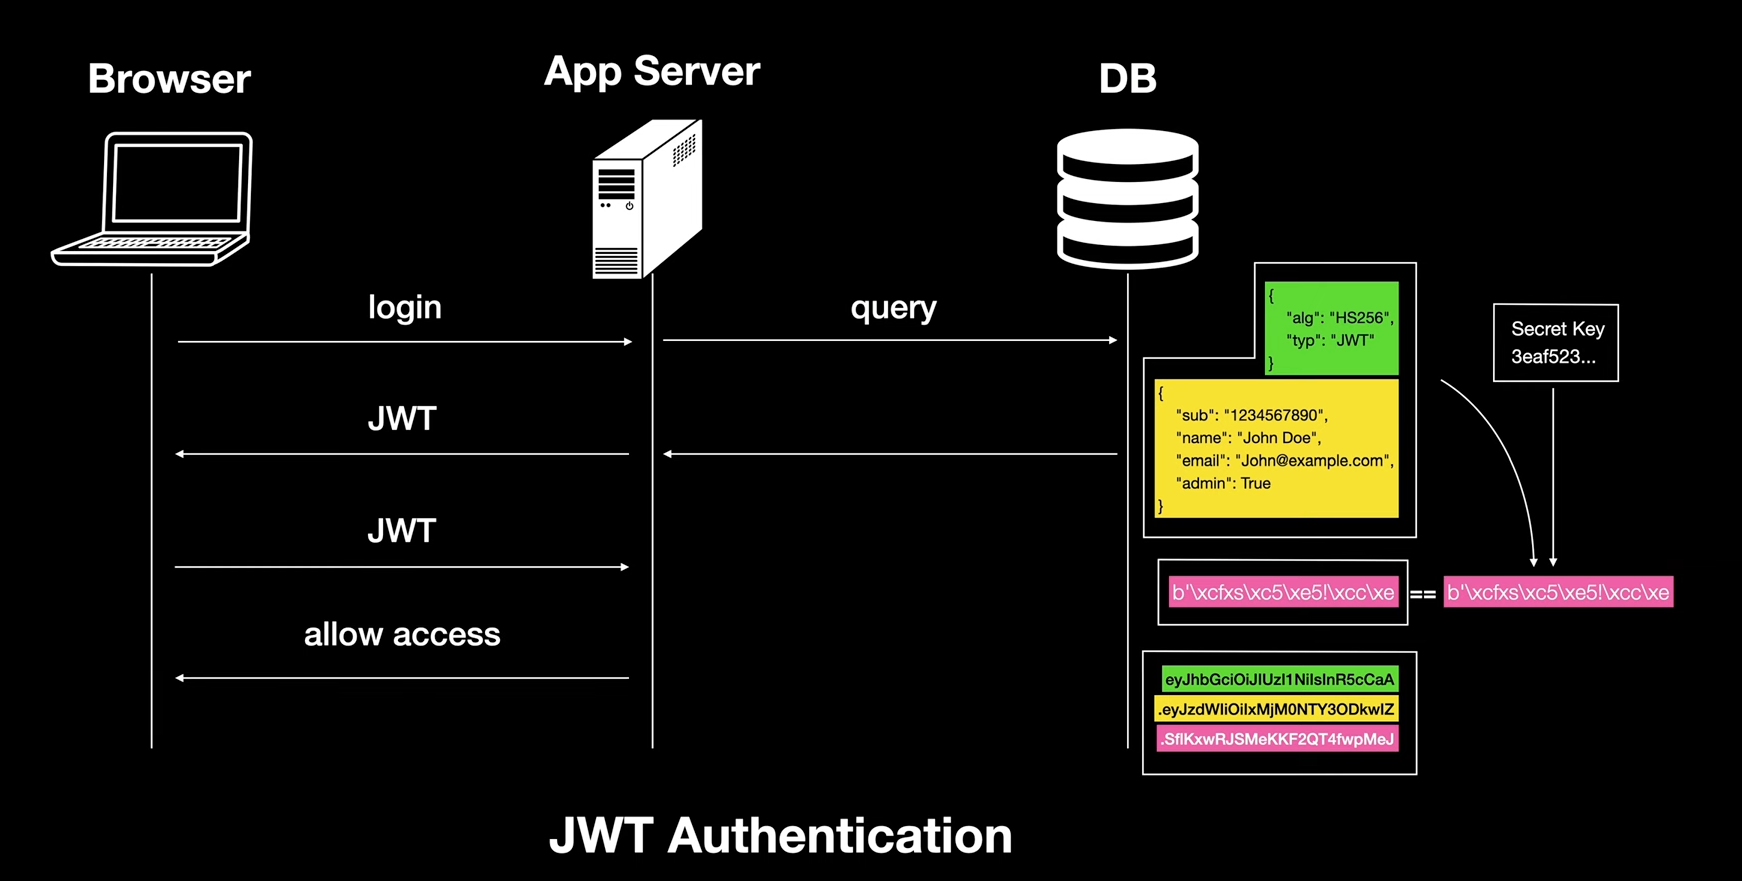 Browser
App Server
DB
login
query
JWT
JWT
allow access
{
"alg": "HS256",
"typ": "JWT"
}
{
"sub": "1234567890",
"name": "John Doe",
"email": "John@example.com",
"admin": True
}
Secret Key
3eaf523...
b'\xcfxs\xc5\xe5!\xcc\xe
==
b'\xcfxs\xc5\xe5!\xcc\xe
eyJhbGciOiJIUzI1NiIsInR5cCaA
.eyJzdWIiOiIxMjM0NTY3ODkwIZ
.SflKxwRJSMeKKF2QT4fwpMeJ
JWT Authentication